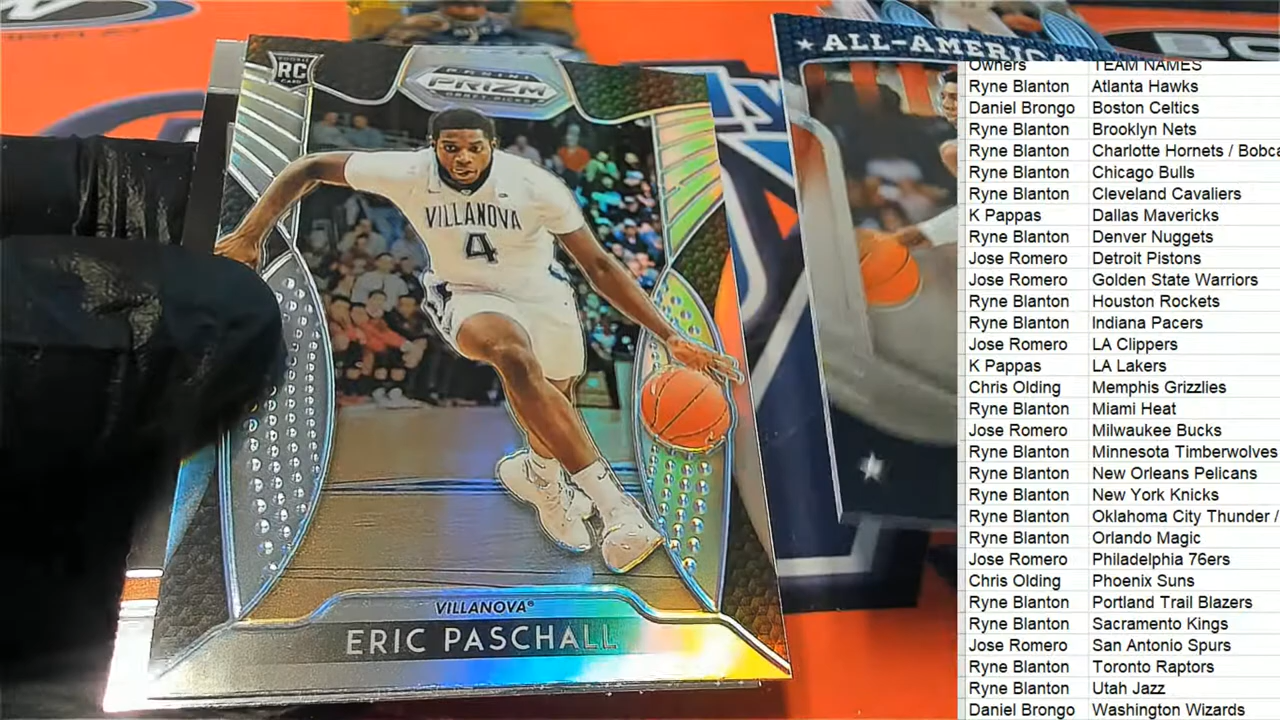 RC
PANINI
PRIZM
DRAFT PICKS
VILLANOVA
4
VILLANOVA
ERIC PASCHALL
★ ALL-AMERIC
Owners TEAM NAMES
Ryne Blanton Atlanta Hawks
Daniel Brongo Boston Celtics
Ryne Blanton Brooklyn Nets
Ryne Blanton Charlotte Hornets / Bobca
Ryne Blanton Chicago Bulls
Ryne Blanton Cleveland Cavaliers
K Pappas Dallas Mavericks
Ryne Blanton Denver Nuggets
Jose Romero Detroit Pistons
Jose Romero Golden State Warriors
Ryne Blanton Houston Rockets
Ryne Blanton Indiana Pacers
Jose Romero LA Clippers
K Pappas LA Lakers
Chris Olding Memphis Grizzlies
Ryne Blanton Miami Heat
Jose Romero Milwaukee Bucks
Ryne Blanton Minnesota Timberwolves
Ryne Blanton New Orleans Pelicans
Ryne Blanton New York Knicks
Ryne Blanton Oklahoma City Thunder /
Ryne Blanton Orlando Magic
Jose Romero Philadelphia 76ers
Chris Olding Phoenix Suns
Ryne Blanton Portland Trail Blazers
Ryne Blanton Sacramento Kings
Jose Romero San Antonio Spurs
Ryne Blanton Toronto Raptors
Ryne Blanton Utah Jazz
Daniel Brongo Washington Wizards